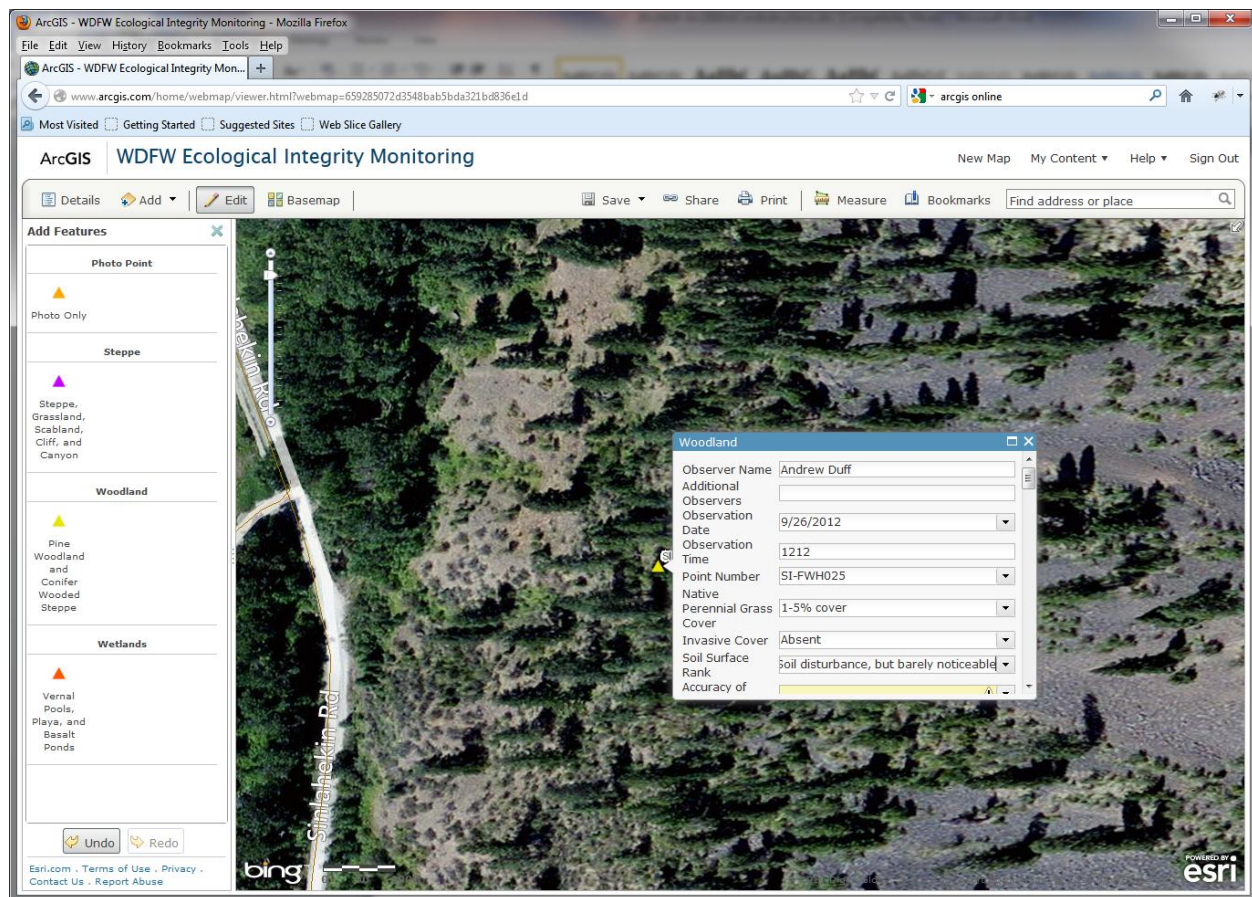 ArcGIS - WDFW Ecological Integrity Monitoring - Mozilla Firefox
File Edit View History Bookmarks Tools Help
ArcGIS - WDFW Ecological Integrity Mon... +
www.arcgis.com/home/webmap/viewer.html?webmap=659285072d3548bab5bda321bd836e1d
arcgis online
Most Visited Getting Started Suggested Sites Web Slice Gallery
ArcGIS WDFW Ecological Integrity Monitoring
New Map My Content Help Sign Out
Details Add Edit Basemap Save Share Print Measure Bookmarks Find address or place
Add Features
Photo Point
Photo Only
Steppe
Steppe,
Grassland,
Scabland,
Cliff, and
Canyon
Woodland
Pine
Woodland
and
Conifer
Wooded
Steppe
Wetlands
Vernal
Pools,
Playa, and
Basalt
Ponds
Undo Redo
Esri.com . Terms of Use . Privacy .
Contact Us . Report Abuse
Sinlahekin Rd
Woodland
Observer Name Andrew Duff
Additional
Observers
Observation
Date 9/26/2012
Observation
Time 1212
Point Number SI-FWH025
Native
Perennial Grass
Cover 1-5% cover
Invasive Cover Absent
Soil Surface
Rank Soil disturbance, but barely noticeable
Accuracy of
bing
POWERED BY
esri